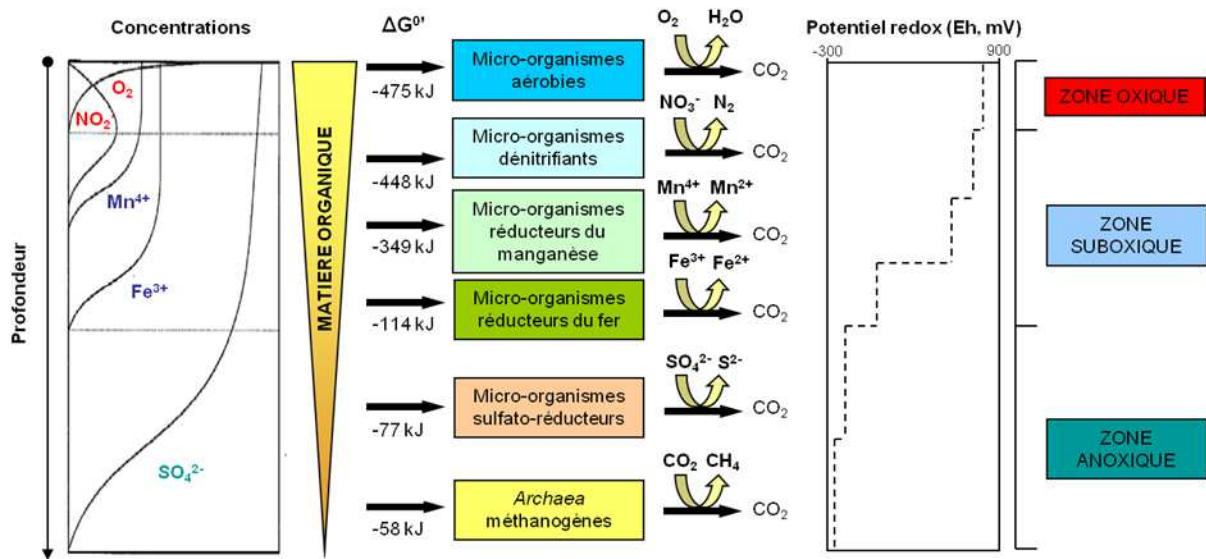 Concentrations
ΔG⁰'
O₂ H₂O
Potentiel redox (Eh, mV)
-300 900
Profondeur
O₂
NO₂⁻
Mn⁴⁺
Fe³⁺
SO₄²⁻
MATIERE ORGANIQUE
-475 kJ
Micro-organismes
aérobies
CO₂
ZONE OXIQUE
NO₃⁻ N₂
-448 kJ
Micro-organismes
dénitrifiants
CO₂
Mn⁴⁺ Mn²⁺
-349 kJ
Micro-organismes
réducteurs du
manganèse
CO₂
ZONE
SUBOXIQUE
Fe³⁺ Fe²⁺
-114 kJ
Micro-organismes
réducteurs du fer
CO₂
SO₄²⁻ S²⁻
-77 kJ
Micro-organismes
sulfato-réducteurs
CO₂
ZONE
ANOXIQUE
CO₂ CH₄
-58 kJ
Archaea
méthanogènes
CO₂